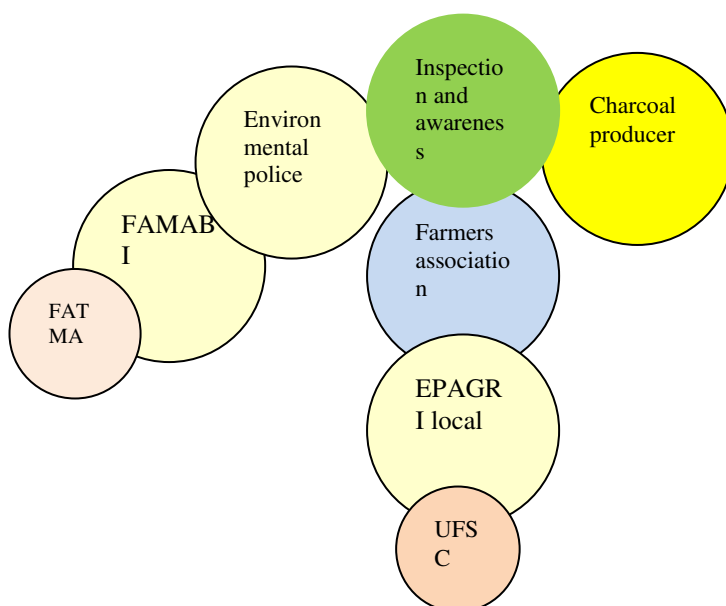 Inspectio
n and
awarenes
s
Charcoal
producer
Environ
mental
police
FAMAB
I
FAT
MA
Farmers
associatio
n
EPAGR
I local
UFS
C